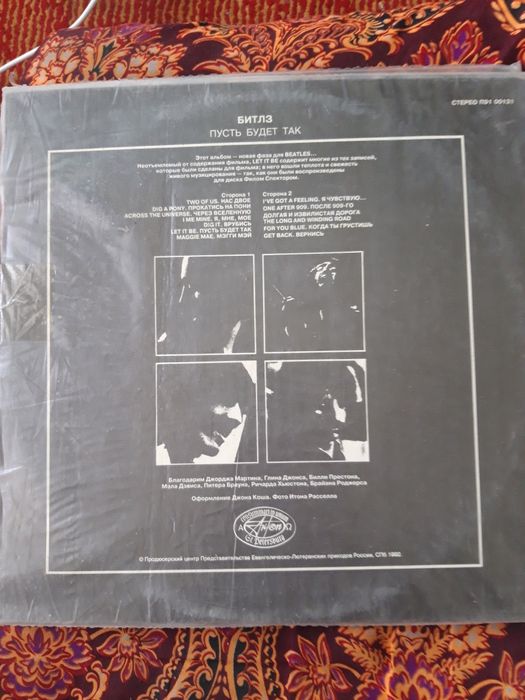 СТЕРЕО П91 00131
БИТЛЗ
ПУСТЬ БУДЕТ ТАК
Этот альбом — новая фаза для BEATLES...
Неотъемлемый от содержания фильма, LET IT BE содержит многие из тех записей,
которые были сделаны для фильма; в него вошли теплота и свежесть
живого музицирования — так, как они были воспроизведены
для диска Филом Спектором.
Сторона 1
TWO OF US. НАС ДВОЕ
DIG A PONY. ПРОКАТИСЬ НА ПОНИ
ACROSS THE UNIVERSE. ЧЕРЕЗ ВСЕЛЕННУЮ
I ME MINE. Я, МНЕ, МОЕ
DIG IT. ВРУБИСЬ
LET IT BE. ПУСТЬ БУДЕТ ТАК
MAGGIE MAE. МЭГГИ МЭЙ
Сторона 2
I'VE GOT A FEELING. Я ЧУВСТВУЮ...
ONE AFTER 909. ПОСЛЕ 909-ГО
ДОЛГАЯ И ИЗВИЛИСТАЯ ДОРОГА
THE LONG AND WINDING ROAD
FOR YOU BLUE. КОГДА ТЫ ГРУСТИШЬ
GET BACK. ВЕРНИСЬ
Благодарим Джорджа Мартина, Глина Джонса, Билли Престона,
Мэла Дэвиса, Питера Брауна, Ричарда Хьюстона, Брайана Роджерса
Оформление Джона Коша. Фото Итона Расселла
Антоп
St. Petersburg
© Продюсерский центр Представительства Евангелическо-Лютеранских приходов России, СПб 1992.